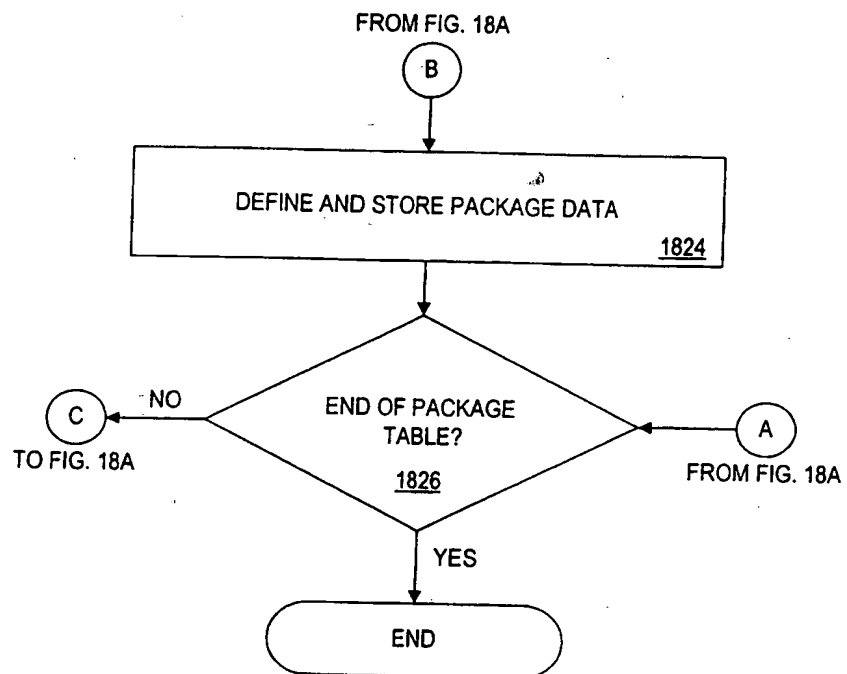 FROM FIG. 18A
B
DEFINE AND STORE PACKAGE DATA
1824
C
NO
END OF PACKAGE
TABLE?
A
TO FIG. 18A
1826
FROM FIG. 18A
YES
END